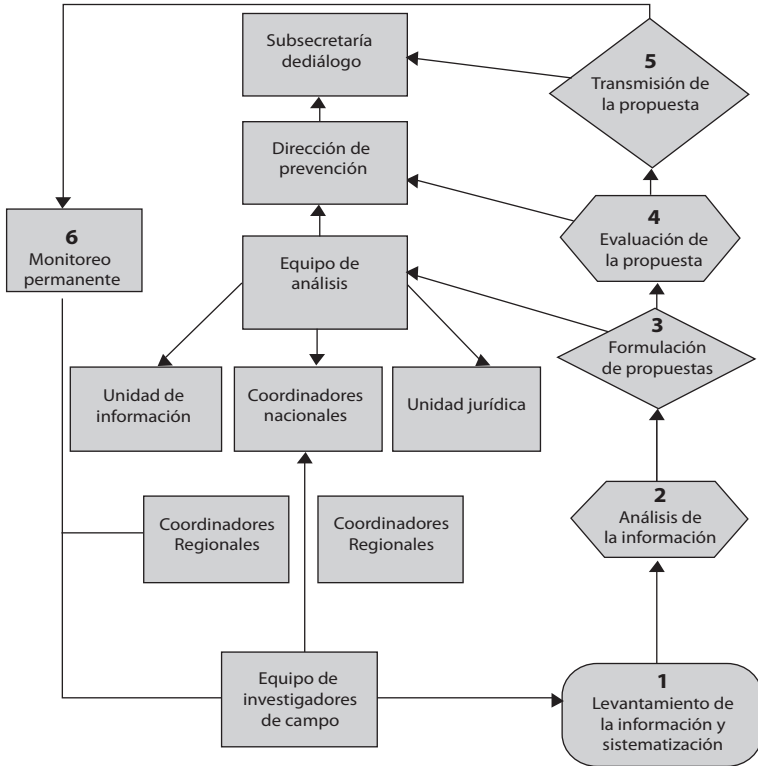 Subsecretaría
dediálogo
5
Transmisión de
la propuesta
Dirección de
prevención
6
Monitoreo
permanente
4
Evaluación de
la propuesta
Equipo de
análisis
3
Formulación
de propuestas
Unidad de
información
Coordinadores
nacionales
Unidad jurídica
2
Análisis de
la información
Coordinadores
Regionales
Coordinadores
Regionales
Equipo de
investigadores
de campo
1
Levantamiento de
la información y
sistematización